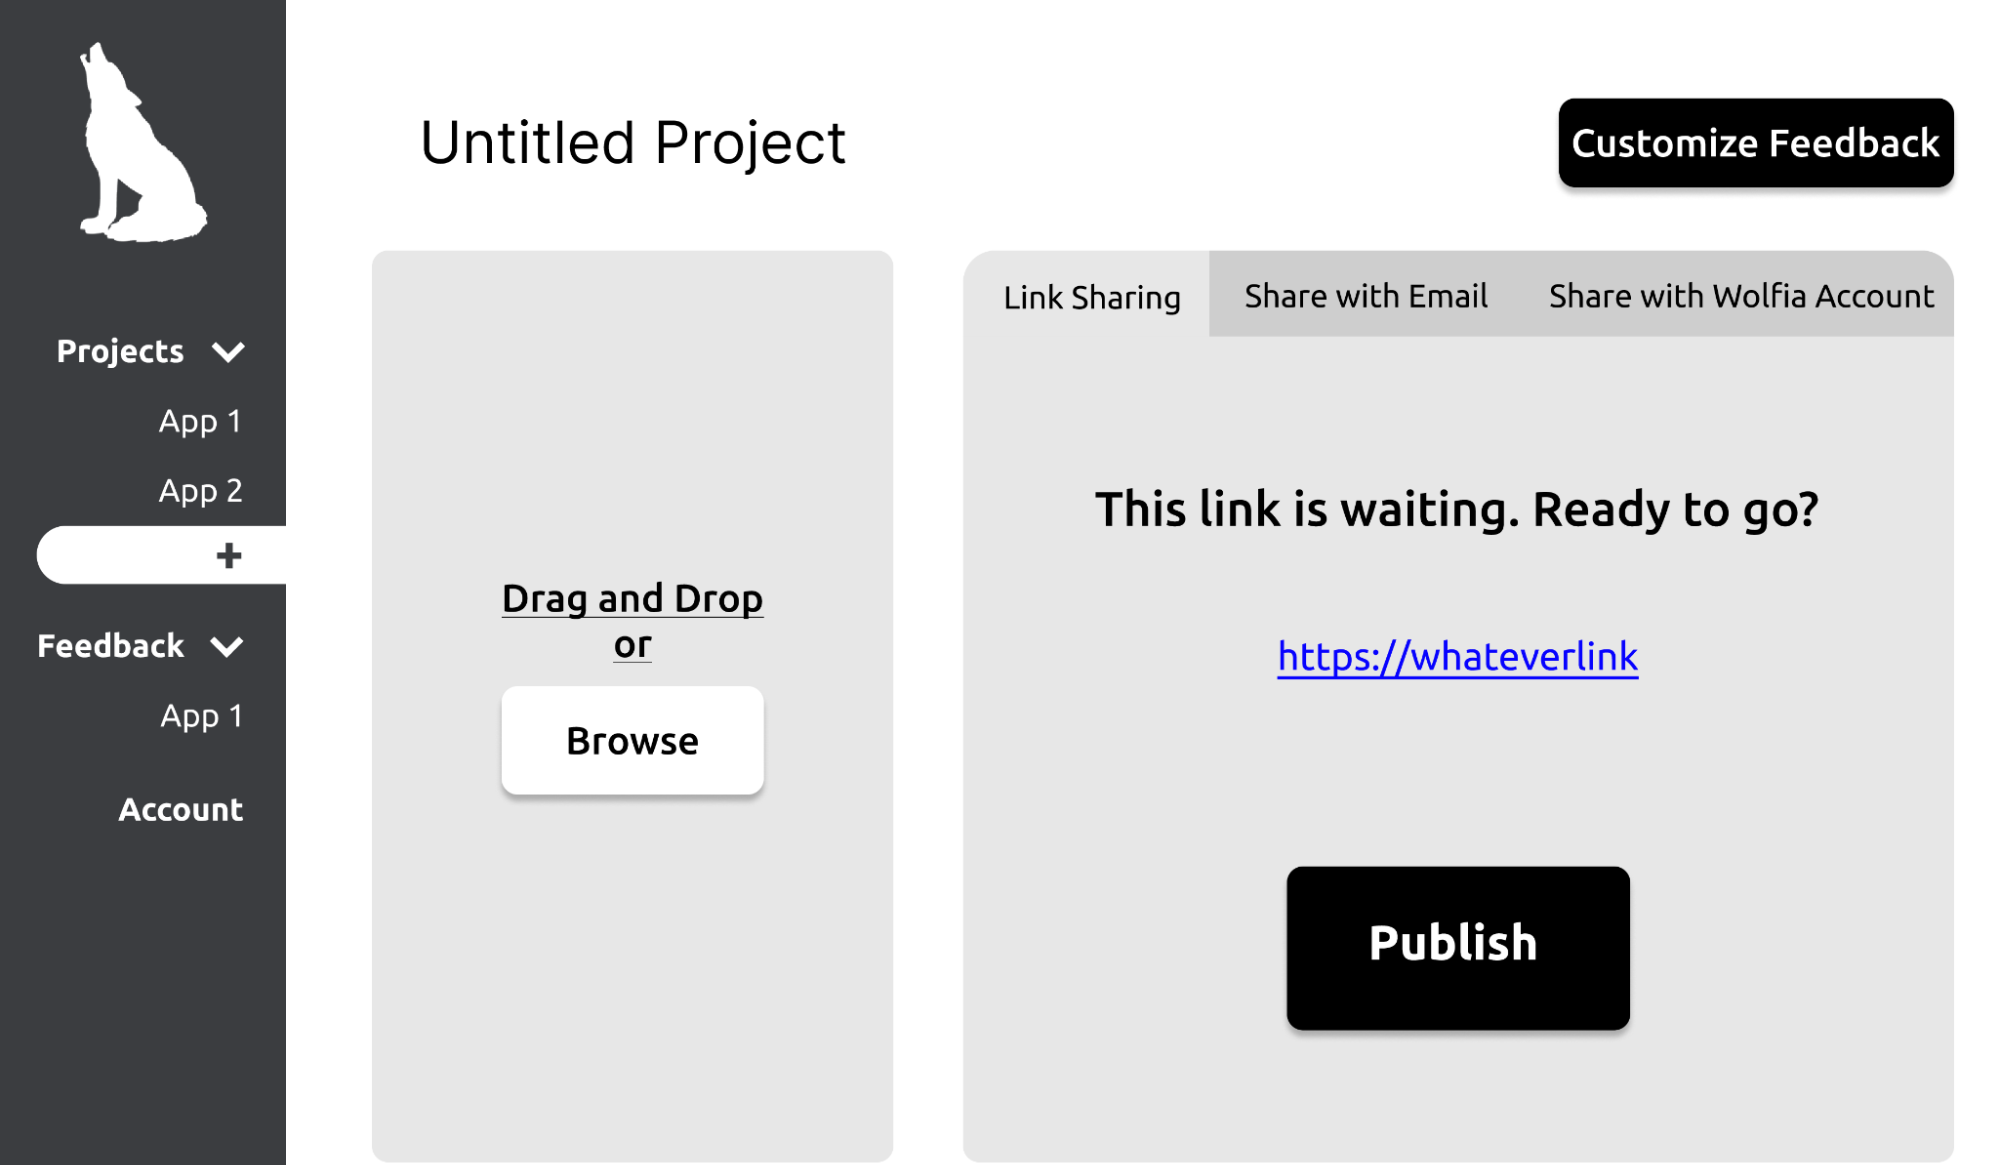 Projects
App 1
App 2
+
Feedback
App 1
Account
Untitled Project
Customize Feedback
Drag and Drop
or
Browse
Link Sharing
Share with Email
Share with Wolfia Account
This link is waiting. Ready to go?
https://whateverlink
Publish